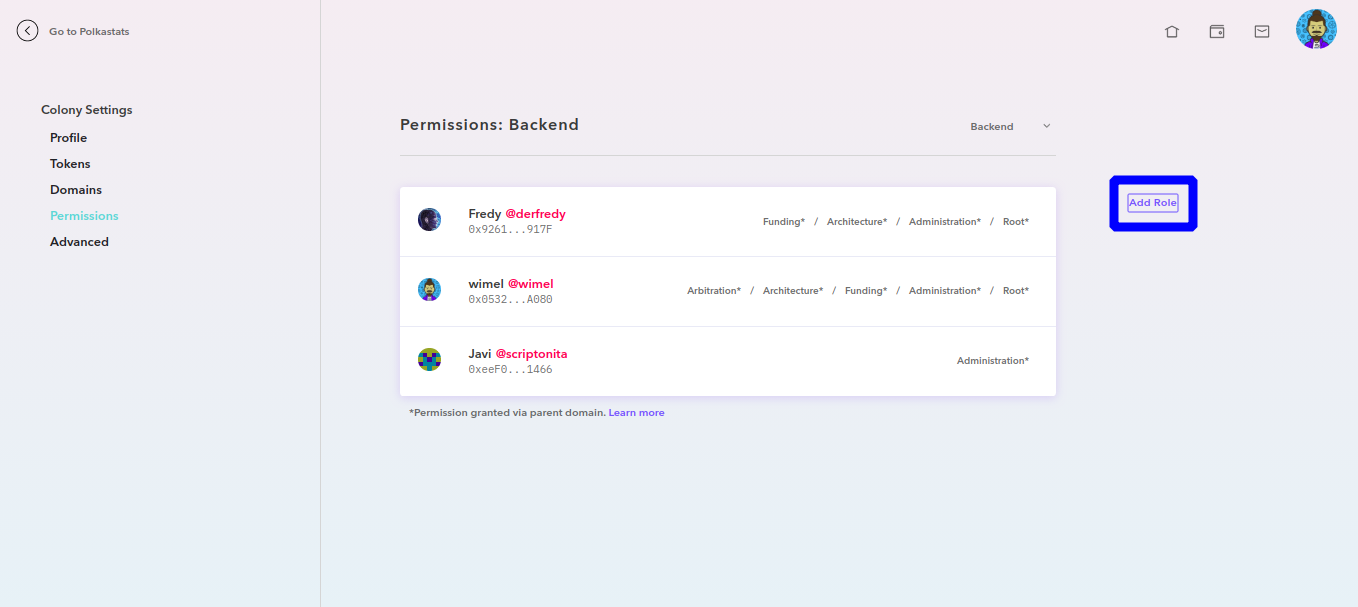 Go to Polkastats
Colony Settings
Profile
Tokens
Domains
Permissions
Advanced
Permissions: Backend
Backend
Add Role
Fredy @derfredy
0x9261...917F
Funding* / Architecture* / Administration* / Root*
wimel @wimel
0x0532...A080
Arbitration* / Architecture* / Funding* / Administration* / Root*
Javi @scriptonita
0xeeF0...1466
Administration*
*Permission granted via parent domain. Learn more